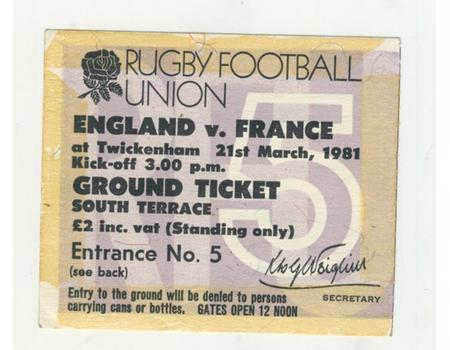 RUGBY FOOTBALL
UNION
ENGLAND v. FRANCE
at Twickenham 21st March, 1981
Kick-off 3.00 p.m.
GROUND TICKET
SOUTH TERRACE
£2 inc. vat (Standing only)
5
Entrance No. 5
(see back)
SECRETARY
Entry to the ground will be denied to persons
carrying cans or bottles. GATES OPEN 12 NOON